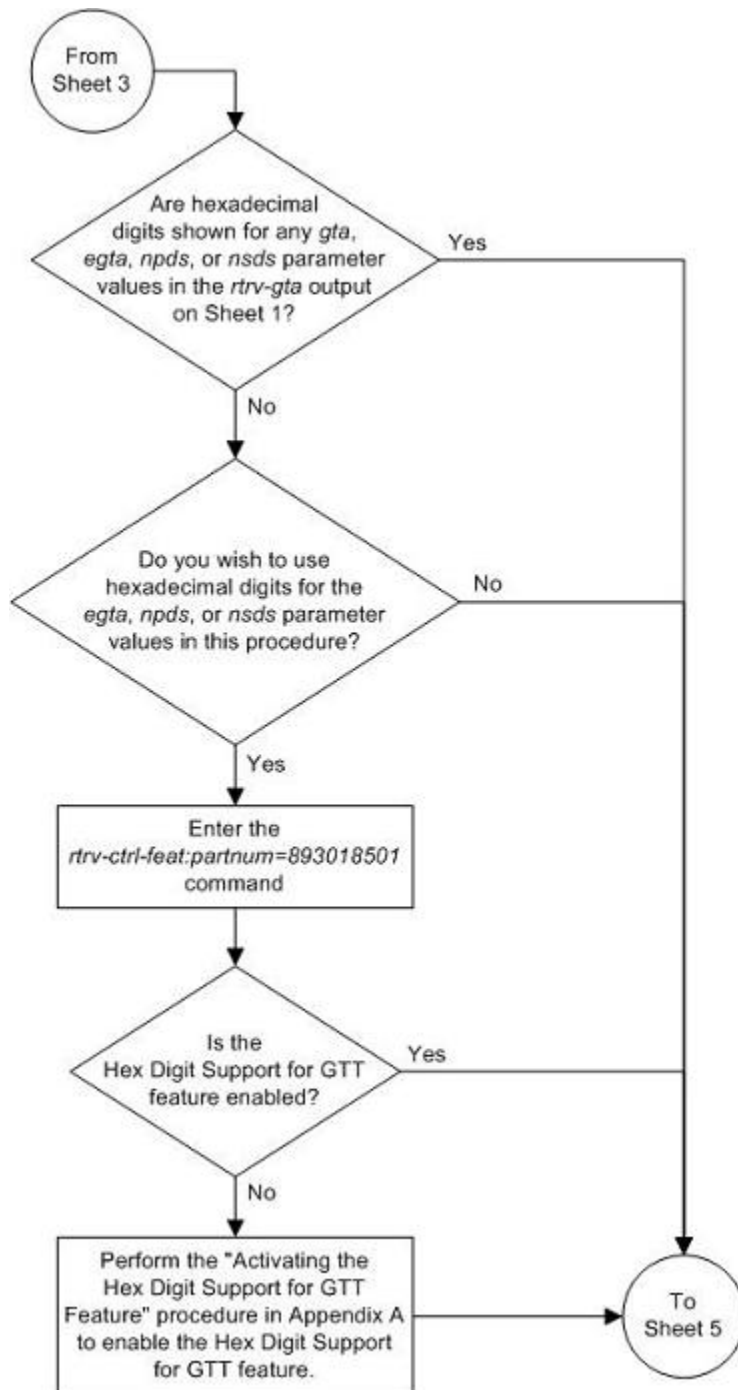 From
Sheet 3
Are hexadecimal
digits shown for any gta,
egta, npds, or nsds parameter
values in the rtrv-gta output
on Sheet 1?
Yes
No
Do you wish to use
hexadecimal digits for the
egta, npds, or nsds parameter
values in this procedure?
No
Yes
Enter the
rtrv-ctrl-feat:partnum=893018501
command
Is the
Hex Digit Support for GTT
feature enabled?
Yes
No
Perform the "Activating the
Hex Digit Support for GTT
Feature" procedure in Appendix A
to enable the Hex Digit Support
for GTT feature.
To
Sheet 5